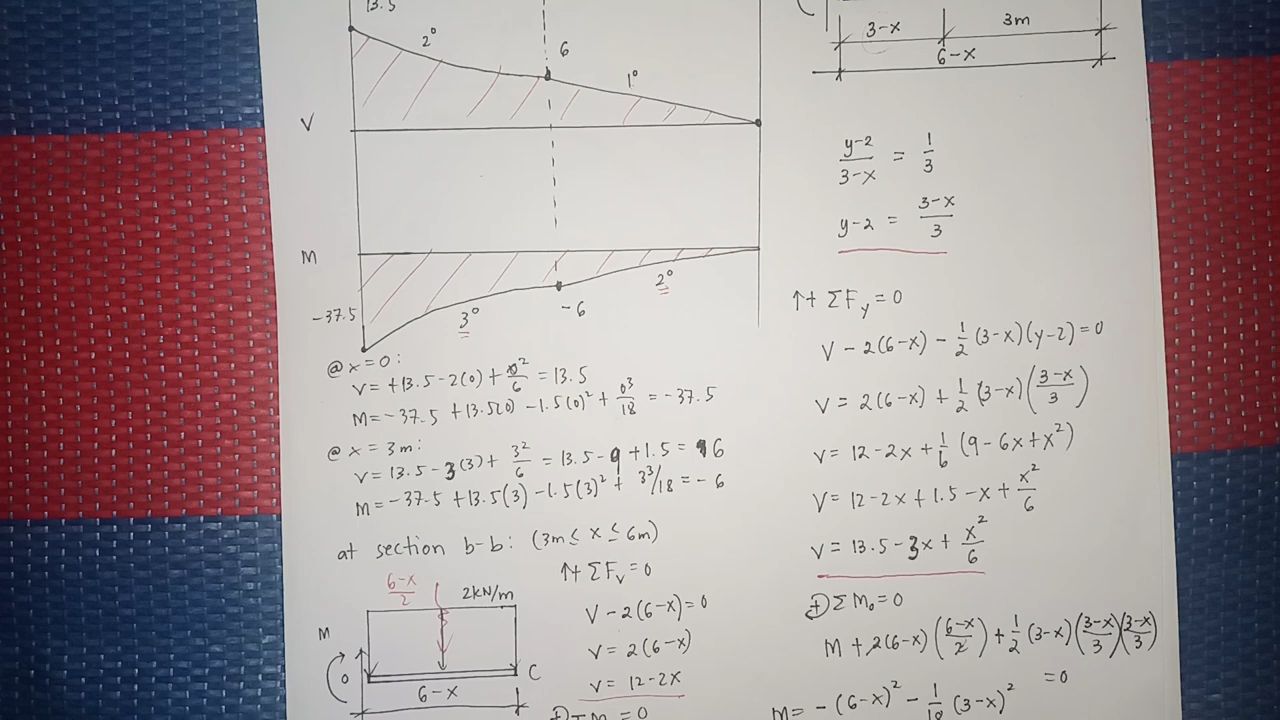 13.5
2°
6
1°
V
M
-37.5
3°
-6
2°
@ x=0:
V=+13.5-2(0)+0²/6 = 13.5
M=-37.5+13.5(0)-1.5(0)²+0³/18 = -37.5
@ x=3m:
V=13.5-3(3)+3²/6 = 13.5-9+1.5 = 6
M=-37.5+13.5(3)-1.5(3)²+3³/18 = -6
at section b-b: (3m≤x≤6m)
6-x/2
2kN/m
M
O
C
6-x
↑+ ΣF_v=0
V-2(6-x)=0
V=2(6-x)
V=12-2x
3-x
3m
6-x
y-2/3-x = 1/3
y-2 = 3-x/3
↑+ ΣF_y=0
V-2(6-x)-1/2(3-x)(y-2)=0
V=2(6-x)+1/2(3-x)(3-x/3)
V=12-2x+1/6(9-6x+x²)
V=12-2x+1.5-x+x²/6
V=13.5-3x+x²/6
+ ΣM₀=0
M+2(6-x)(6-x/2)+1/2(3-x)(3-x/3)(3-x/3)
=0
M=-(6-x)²-1/18(3-x)²